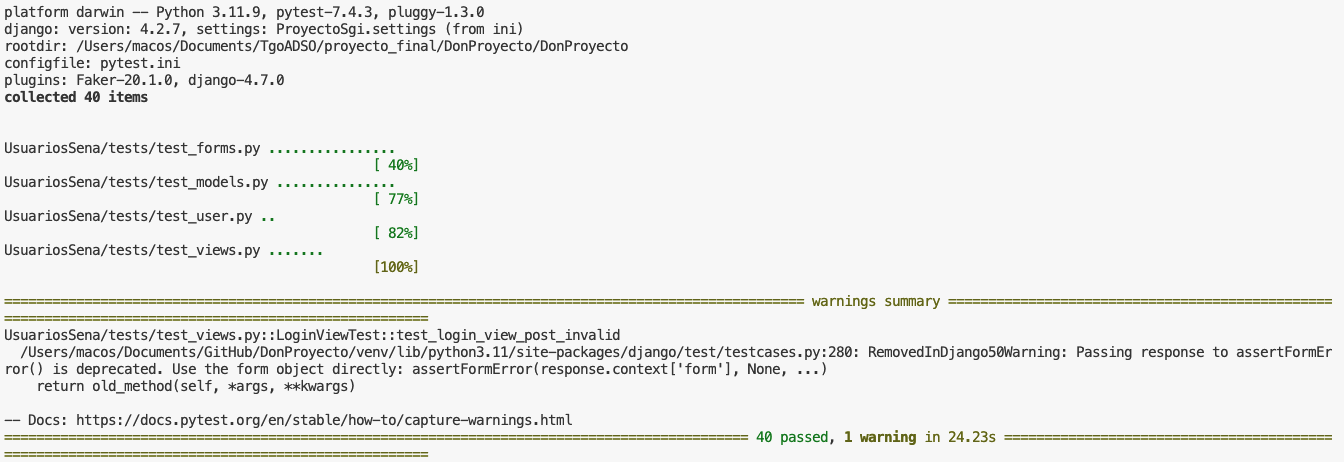 platform darwin -- Python 3.11.9, pytest-7.4.3, pluggy-1.3.0
django: version: 4.2.7, settings: ProyectoSgi.settings (from ini)
rootdir: /Users/macos/Documents/TgoADSO/proyecto_final/DonProyecto/DonProyecto
configfile: pytest.ini
plugins: Faker-20.1.0, django-4.7.0
collected 40 items
UsuariosSena/tests/test_forms.py ................
[ 40%]
UsuariosSena/tests/test_models.py ...............
[ 77%]
UsuariosSena/tests/test_user.py ..
[ 82%]
UsuariosSena/tests/test_views.py .......
[100%]
==================================================================================================== warnings summary ================================================
=====================================================
UsuariosSena/tests/test_views.py::LoginViewTest::test_login_view_post_invalid
/Users/macos/Documents/GitHub/DonProyecto/venv/lib/python3.11/site-packages/django/test/testcases.py:280: RemovedInDjango50Warning: Passing response to assertFormEr
ror() is deprecated. Use the form object directly: assertFormError(response.context['form'], None, ...)
return old_method(self, *args, **kwargs)
-- Docs: https://docs.pytest.org/en/stable/how-to/capture-warnings.html
============================================================================================= 40 passed, 1 warning in 24.23s =========================================
=====================================================